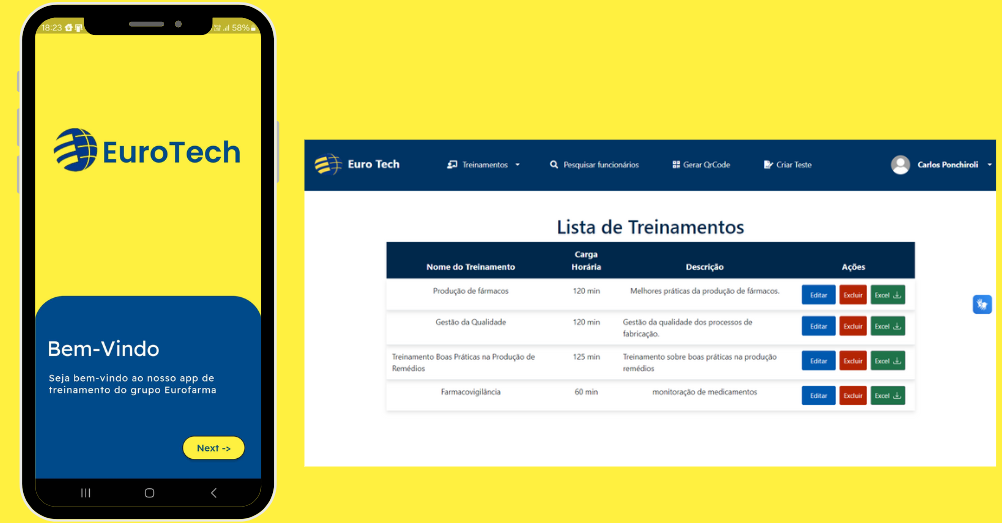 18:23
58%
EuroTech
Bem-Vindo
Seja bem-vindo ao nosso app de
treinamento do grupo Eurofarma
Next ->
Euro Tech
Treinamentos
Pesquisar funcionários
Gerar QrCode
Criar Teste
Carlos Ponchiroli
Lista de Treinamentos
Nome do Treinamento
Carga
Horária
Descrição
Ações
Produção de fármacos
120 min
Melhores práticas da produção de fármacos.
Editar
Excluir
Excel
Gestão da Qualidade
120 min
Gestão da qualidade dos processos de
fabricação.
Editar
Excluir
Excel
Treinamento Boas Práticas na Produção de
Remédios
125 min
Treinamento sobre boas práticas na produção
remédios
Editar
Excluir
Excel
Farmacovigilância
60 min
monitoração de medicamentos
Editar
Excluir
Excel